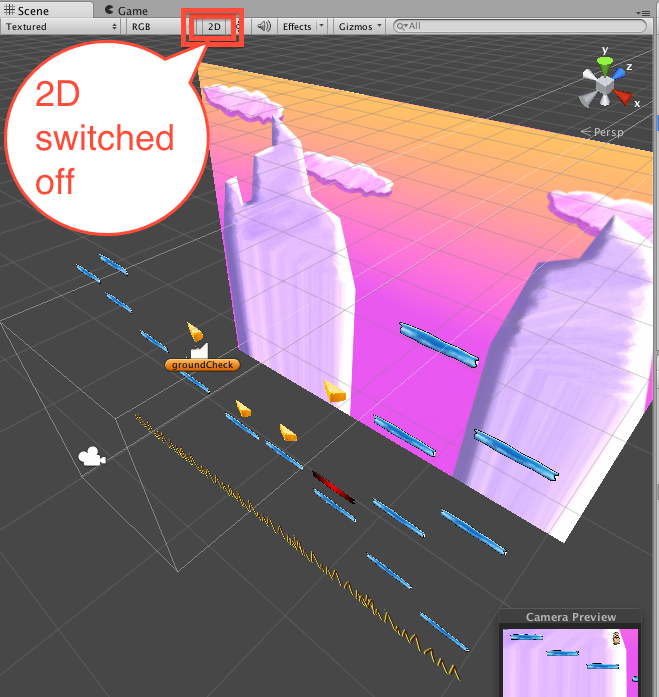 Scene
Game
Textured
RGB
2D
Effects
Gizmos
All
2D
switched
off
y
z
x
Persp
groundCheck
Camera Preview